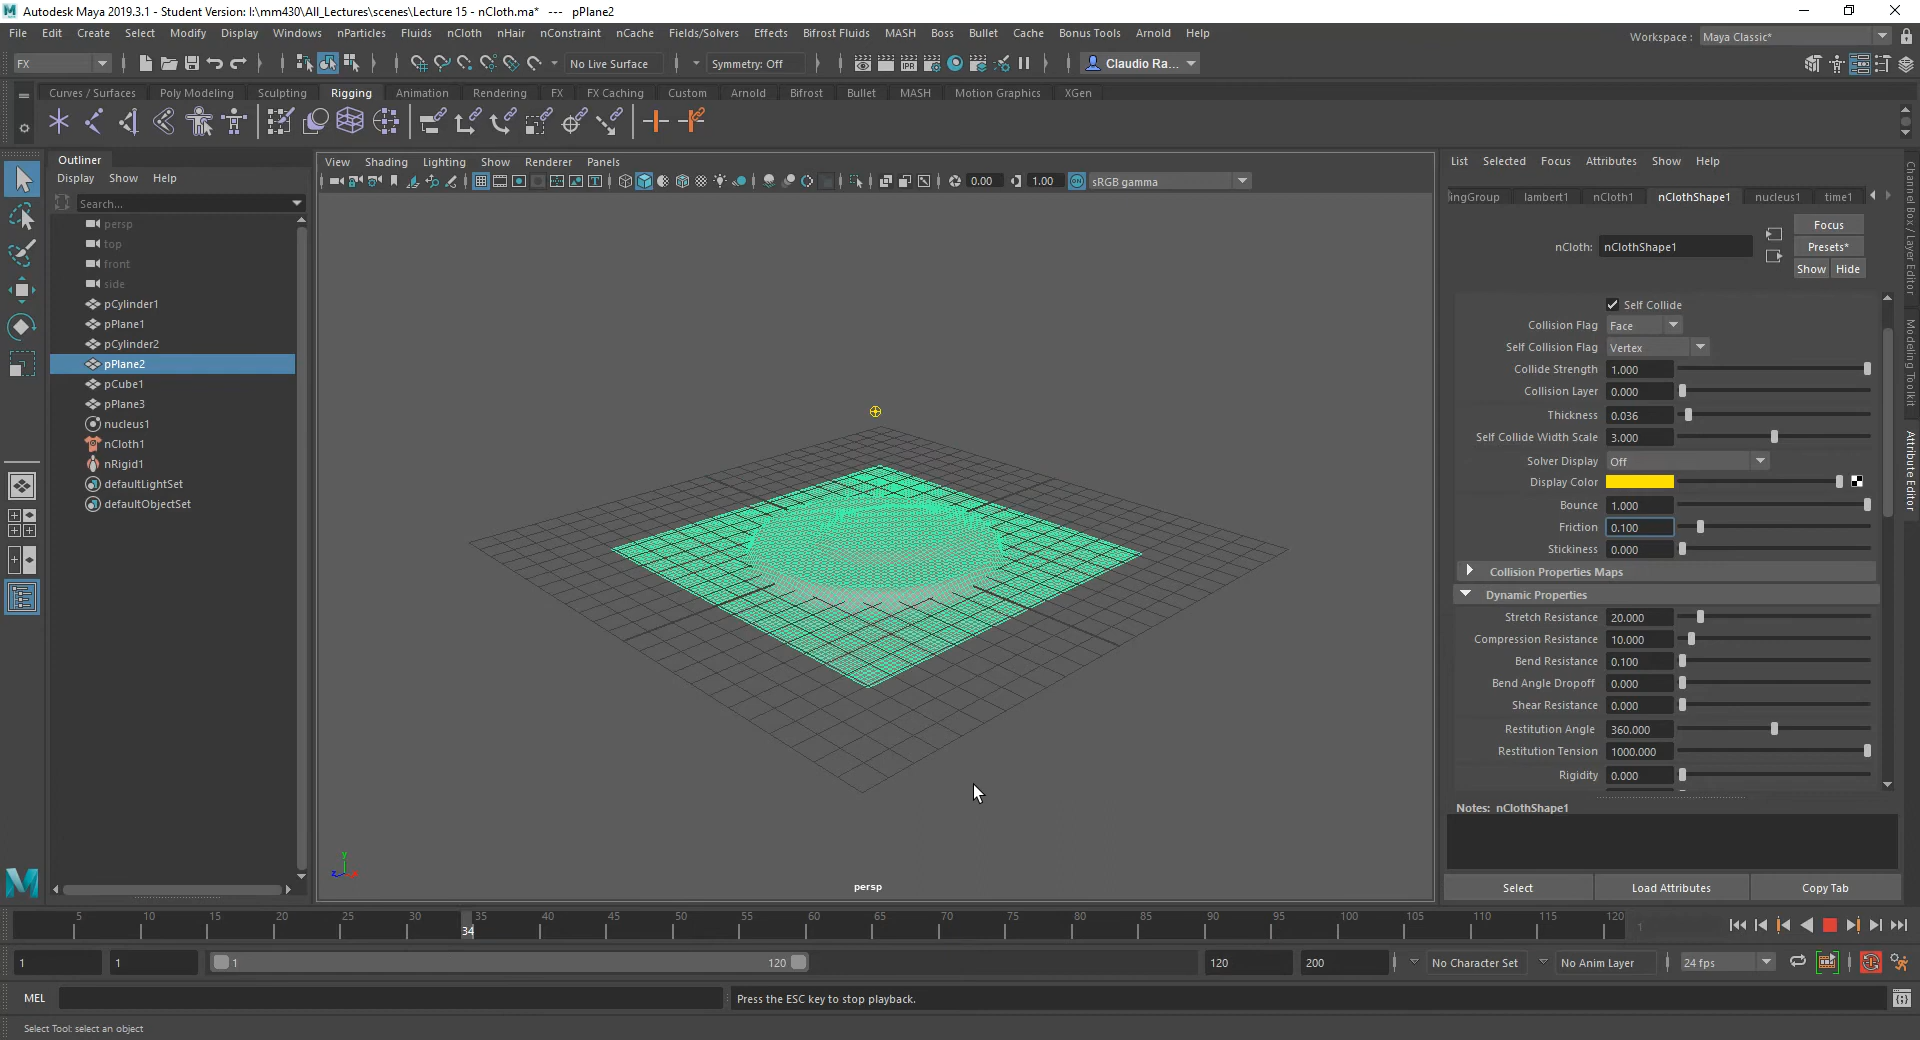 Autodesk Maya 2019.3.1 - Student Version: I:\mm430\All_Lectures\scenes\Lecture 15 - nCloth.ma* --- pPlane2
File Edit Create Select Modify Display Windows nParticles Fluids nCloth nHair nConstraint nCache Fields/Solvers Effects Bifrost Fluids MASH Boss Bullet Cache Bonus Tools Arnold Help
Workspace : Maya Classic*
FX No Live Surface Symmetry: Off IPR Claudio Ra...
Curves / Surfaces Poly Modeling Sculpting Rigging Animation Rendering FX FX Caching Custom Arnold Bifrost Bullet MASH Motion Graphics XGen
Outliner
Display Show Help
Search...
persp
top
front
side
pCylinder1
pPlane1
pCylinder2
pPlane2
pCube1
pPlane3
nucleus1
nCloth1
nRigid1
defaultLightSet
defaultObjectSet
View Shading Lighting Show Renderer Panels
0.00 1.00 ON sRGB gamma
y
z
x
persp
List Selected Focus Attributes Show Help
ingGroup lambert1 nCloth1 nClothShape1 nucleus1 time1
Focus
nCloth: nClothShape1 Presets*
Show Hide
Self Collide
Collision Flag Face
Self Collision Flag Vertex
Collide Strength 1.000
Collision Layer 0.000
Thickness 0.036
Self Collide Width Scale 3.000
Solver Display Off
Display Color
Bounce 1.000
Friction 0.100
Stickiness 0.000
Collision Properties Maps
Dynamic Properties
Stretch Resistance 20.000
Compression Resistance 10.000
Bend Resistance 0.100
Bend Angle Dropoff 0.000
Shear Resistance 0.000
Restitution Angle 360.000
Restitution Tension 1000.000
Rigidity 0.000
Notes: nClothShape1
Select Load Attributes Copy Tab
Channel Box / Layer Editor
Modeling Toolkit
Attribute Editor
5 10 15 20 25 30 35 40 45 50 55 60 65 70 75 80 85 90 95 100 105 110 115 120
34
1
1 1 1 120 120 200 No Character Set No Anim Layer 24 fps
MEL Press the ESC key to stop playback.
Select Tool: select an object